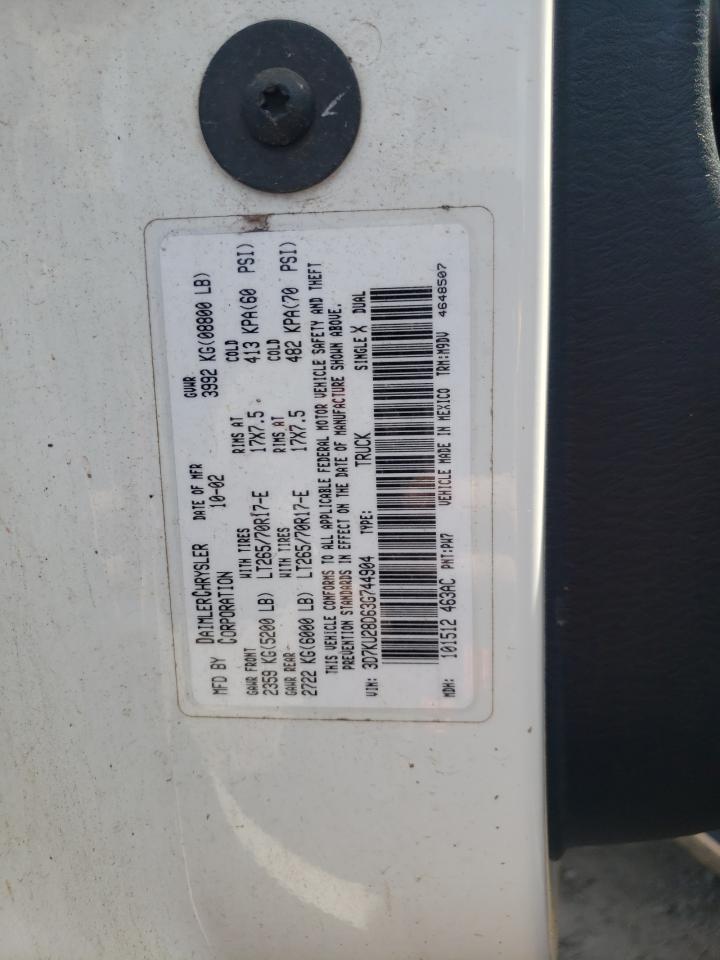 MFD BY DAIMLERCHRYSLER CORPORATION DATE OF MFR 10-02 GVWR 3992 KG(08800 LB)
GAWR FRONT WITH TIRES RIMS AT COLD
2359 KG(5200 LB) LT265/70R17-E 17X7.5 413 KPA(60 PSI)
GAWR REAR WITH TIRES RIMS AT COLD
2722 KG(6000 LB) LT265/70R17-E 17X7.5 482 KPA(70 PSI)
THIS VEHICLE CONFORMS TO ALL APPLICABLE FEDERAL MOTOR VEHICLE SAFETY AND THEFT
PREVENTION STANDARDS IN EFFECT ON THE DATE OF MANUFACTURE SHOWN ABOVE.
VIN: 3D7KU28D63G744904 TYPE: TRUCK SINGLE X DUAL
MDH: 101512 463AC PNT:PW7 VEHICLE MADE IN MEXICO TRM:M9DV 4648507